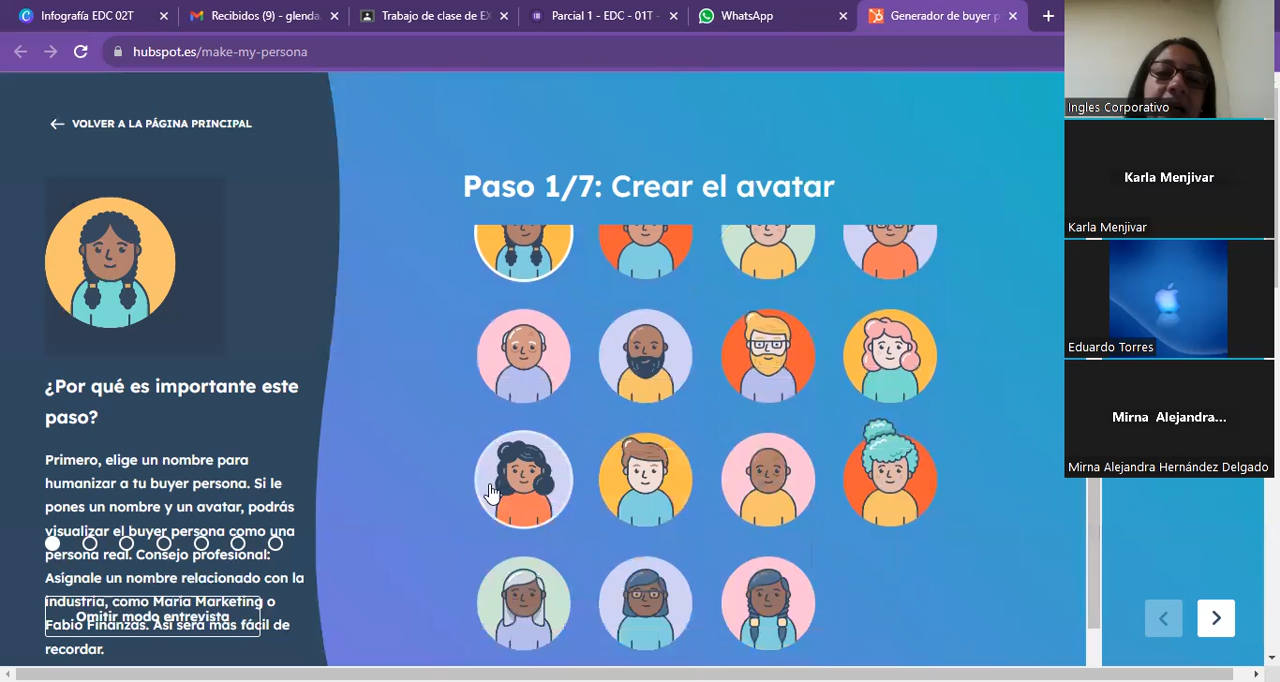 Infografía EDC 02T
Recibidos (9) - glenda.
Trabajo de clase de EX
Parcial 1 - EDC - 01T -
WhatsApp
Generador de buyer p
hubspot.es/make-my-persona
VOLVER A LA PÁGINA PRINCIPAL
¿Por qué es importante este
paso?
Primero, elige un nombre para
humanizar a tu buyer persona. Si le
pones un nombre y un avatar, podrás
visualizar el buyer persona como una
persona real. Consejo profesional:
Asígnale un nombre relacionado con la
industria, como María Marketing o
Fabio Finanzas. Así será más fácil de
recordar.
Omitir modo entrevista
Paso 1/7: Crear el avatar
Ingles Corporativo
Karla Menjivar
Karla Menjivar
Eduardo Torres
Mirna Alejandra...
Mirna Alejandra Hernández Delgado